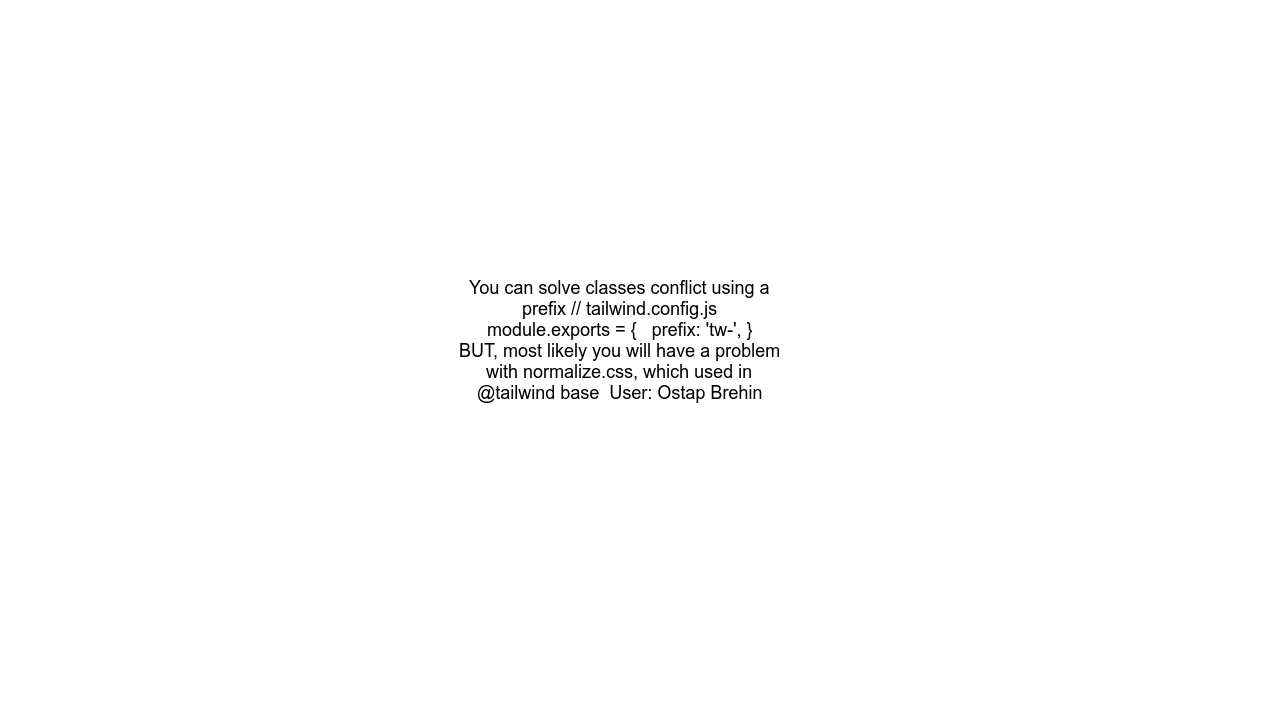 You can solve classes conflict using a
prefix // tailwind.config.js
module.exports = {   prefix: 'tw-', }
BUT, most likely you will have a problem
with normalize.css, which used in
@tailwind base  User: Ostap Brehin